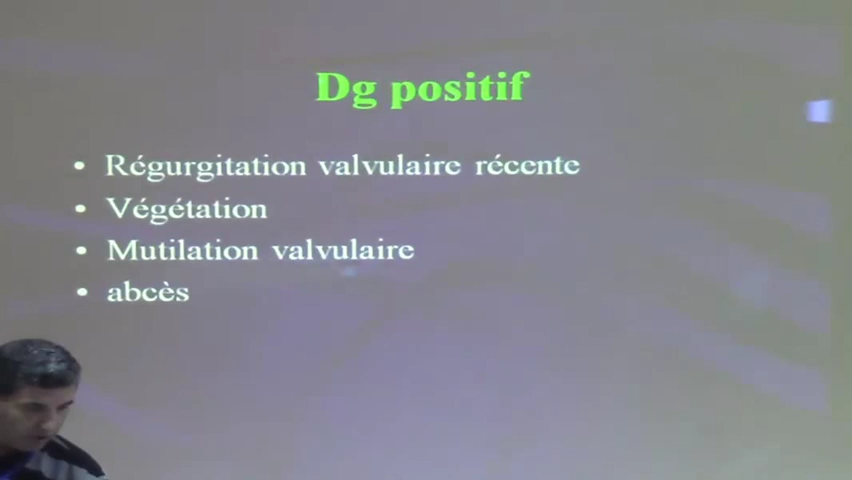 Dg positif
• Régurgitation valvulaire récente
• Végétation
• Mutilation valvulaire
• abcès